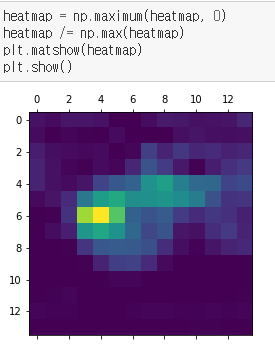 heatmap = np.maximum(heatmap, 0)
heatmap /= np.max(heatmap)
plt.matshow(heatmap)
plt.show()
0 2 4 6 8 10 12
0
2
4
6
8
10
12